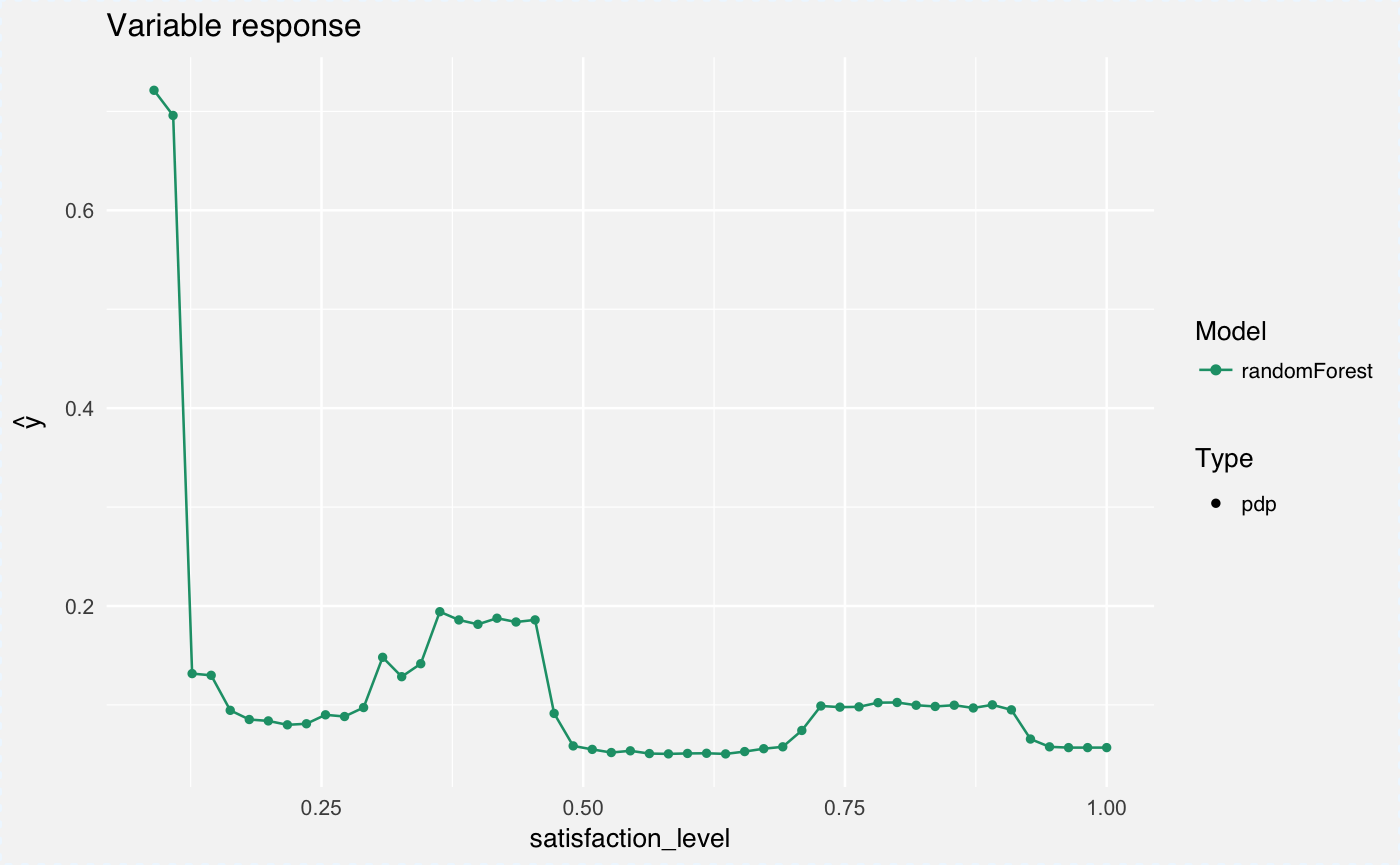 Variable response
0.6
0.4
0.2
ŷ
0.25 0.50 0.75 1.00
satisfaction_level
Model
randomForest
Type
pdp